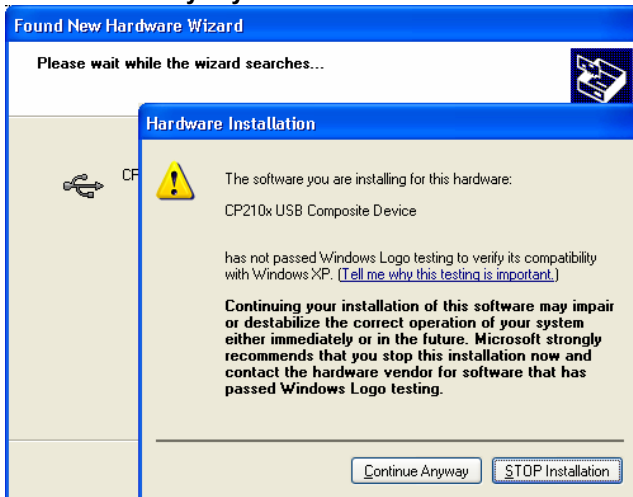 Found New Hardware Wizard
Please wait while the wizard searches...
Hardware Installation
CP
The software you are installing for this hardware:
CP210x USB Composite Device
has not passed Windows Logo testing to verify its compatibility
with Windows XP. (Tell me why this testing is important.)
Continuing your installation of this software may impair
or destabilize the correct operation of your system
either immediately or in the future. Microsoft strongly
recommends that you stop this installation now and
contact the hardware vendor for software that has
passed Windows Logo testing.
Continue Anyway
STOP Installation